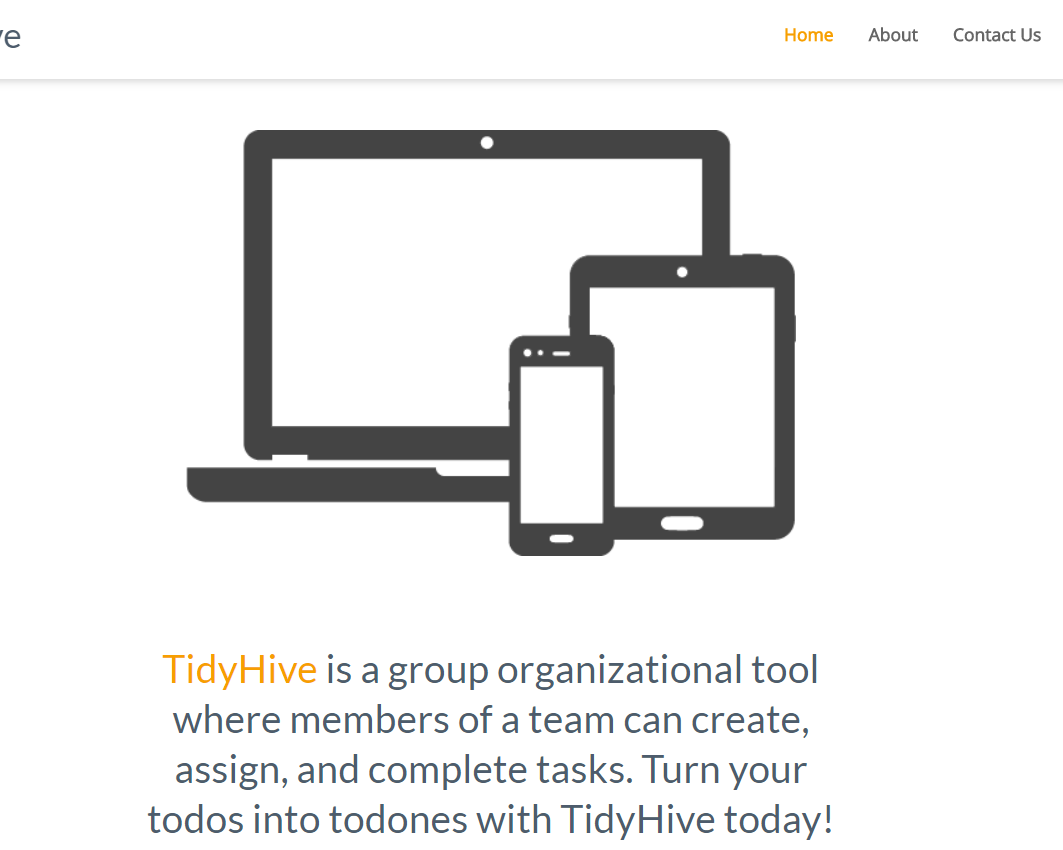 ve
Home About Contact Us
TidyHive is a group organizational tool
where members of a team can create,
assign, and complete tasks. Turn your
todos into todones with TidyHive today!